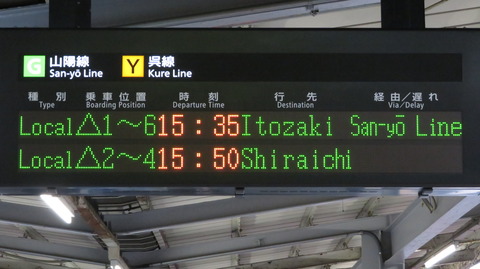 G 山陽線 Y 呉線
San-yō Line Kure Line
種別 乗車位置 時刻 行先 経由/遅れ
Type Boarding Position Departure Time Destination Via/Delay
Local△1～6 15:35 Itozaki San-yō Line
Local△2～4 15:50 Shiraichi